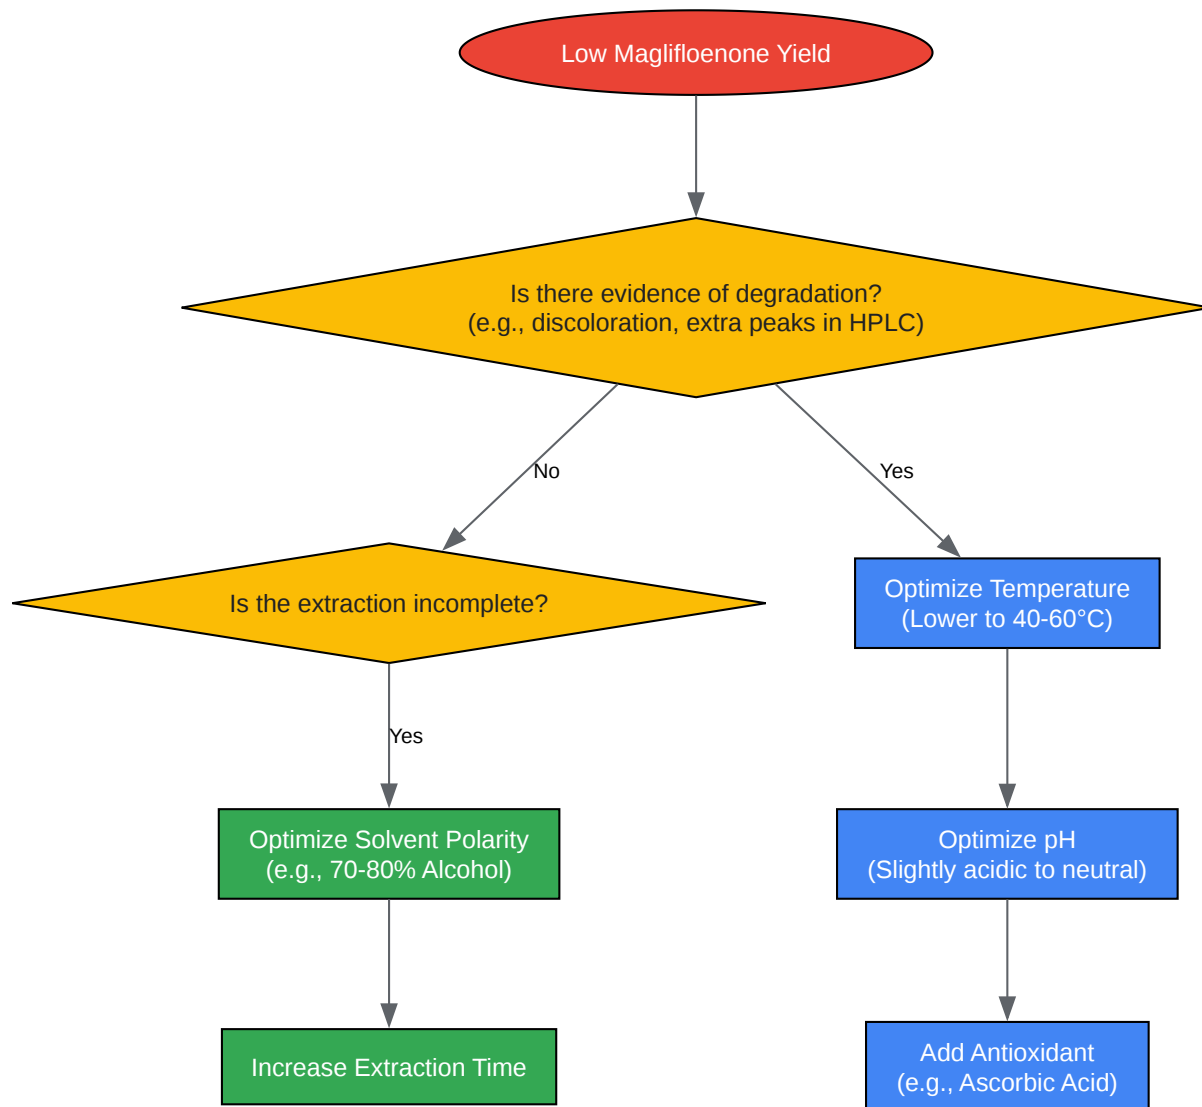 Low Maglifloenone Yield
Is there evidence of degradation?
(e.g., discoloration, extra peaks in HPLC)
No
Yes
Is the extraction incomplete?
Optimize Temperature
(Lower to 40-60°C)
Yes
Optimize Solvent Polarity
(e.g., 70-80% Alcohol)
Optimize pH
(Slightly acidic to neutral)
Increase Extraction Time
Add Antioxidant
(e.g., Ascorbic Acid)